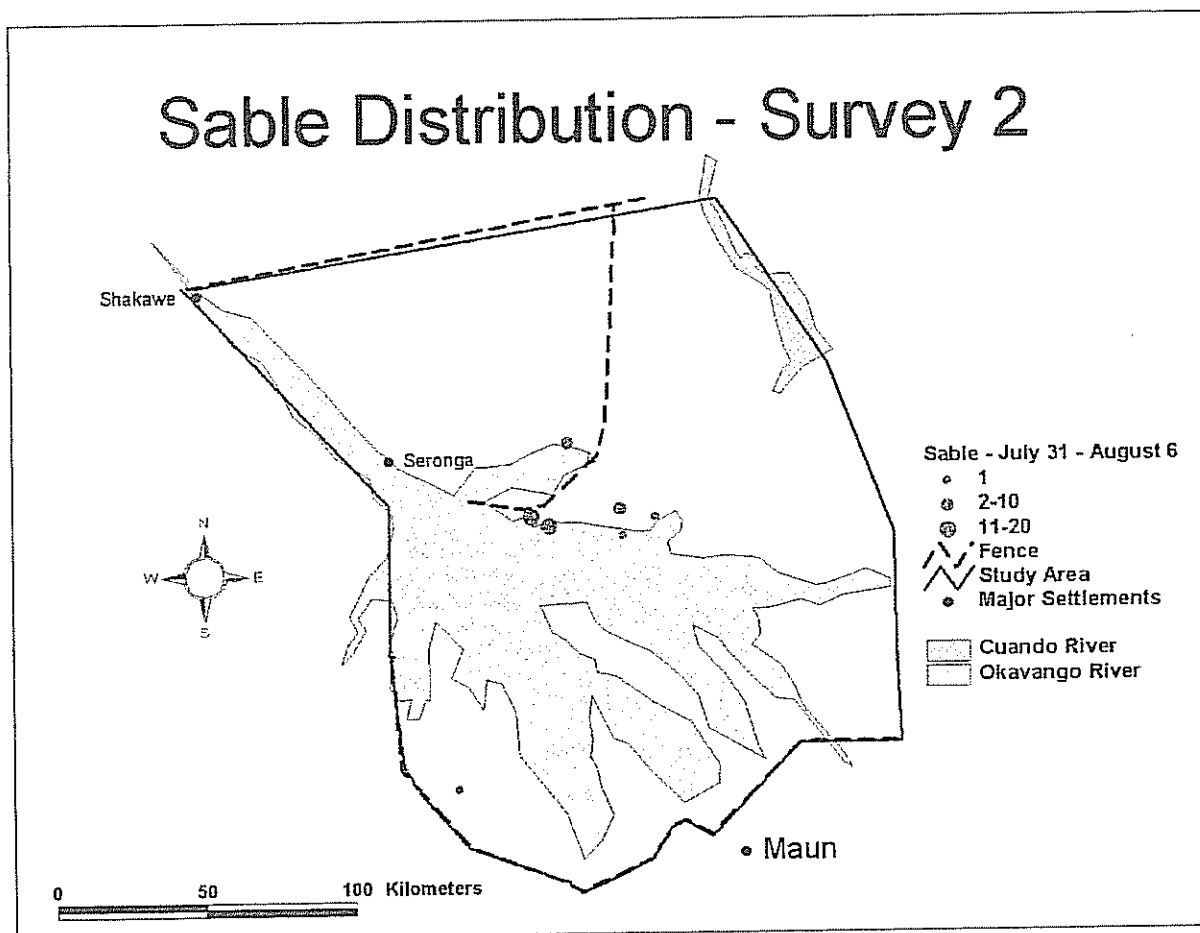 Sable Distribution - Survey 2
Shakawe
Seronga
Sable - July 31 - August 6
1
2-10
11-20
Fence
Study Area
Major Settlements
Cuando River
Okavango River
N
W E
S
Maun
0 50 100 Kilometers